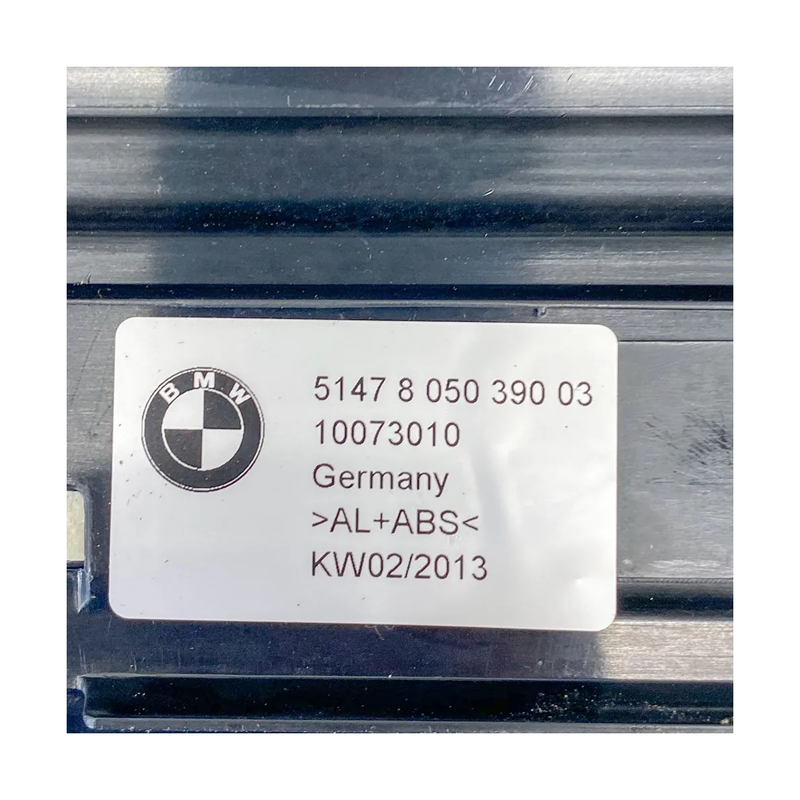 BMW
5147 8 050 390 03
10073010
Germany
>AL+ABS<
KW02/2013